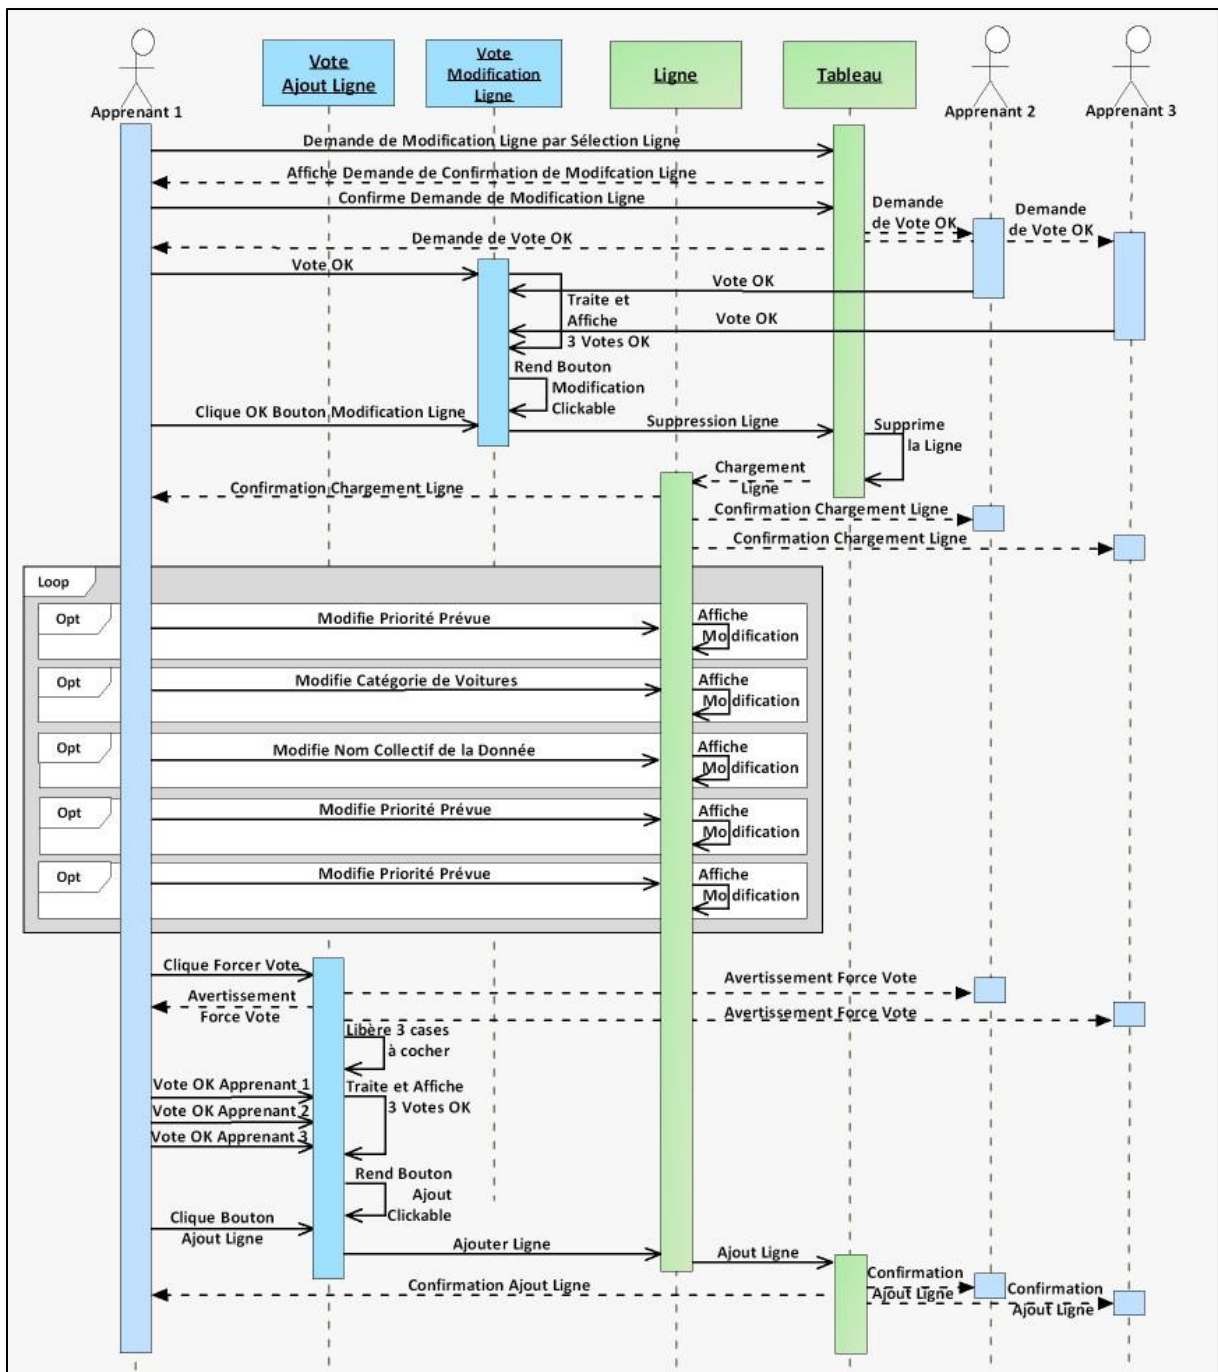 Vote
Ajout Ligne
Vote
Modification
Ligne
Ligne
Tableau
Apprenant 1
Apprenant 2
Apprenant 3
Demande de Modification Ligne par Sélection Ligne
Affiche Demande de Confirmation de Modifcation Ligne
Confirme Demande de Modification Ligne
Demande
de Vote OK
Demande
de Vote OK
Demande de Vote OK
Vote OK
Vote OK
Traite et
Affiche
3 Votes OK
Vote OK
Rend Bouton
Modification
Clickable
Clique OK Bouton Modification Ligne
Suppression Ligne
Supprime
la Ligne
Chargement
Ligne
Confirmation Chargement Ligne
Confirmation Chargement Ligne
Confirmation Chargement Ligne
Loop
Opt
Modifie Priorité Prévue
Affiche
Modification
Opt
Modifie Catégorie de Voitures
Affiche
Modification
Opt
Modifie Nom Collectif de la Donnée
Affiche
Modification
Opt
Modifie Priorité Prévue
Affiche
Modification
Opt
Modifie Priorité Prévue
Affiche
Modification
Clique Forcer Vote
Avertissement Force Vote
Avertissement
Force Vote
Avertissement Force Vote
Libère 3 cases
à cocher
Vote OK Apprenant 1
Traite et Affiche
3 Votes OK
Vote OK Apprenant 2
Vote OK Apprenant 3
Rend Bouton
Ajout
Clickable
Clique Bouton
Ajout Ligne
Ajouter Ligne
Ajout Ligne
Confirmation
Ajout Ligne
Confirmation Ajout Ligne
Confirmation
Ajout Ligne